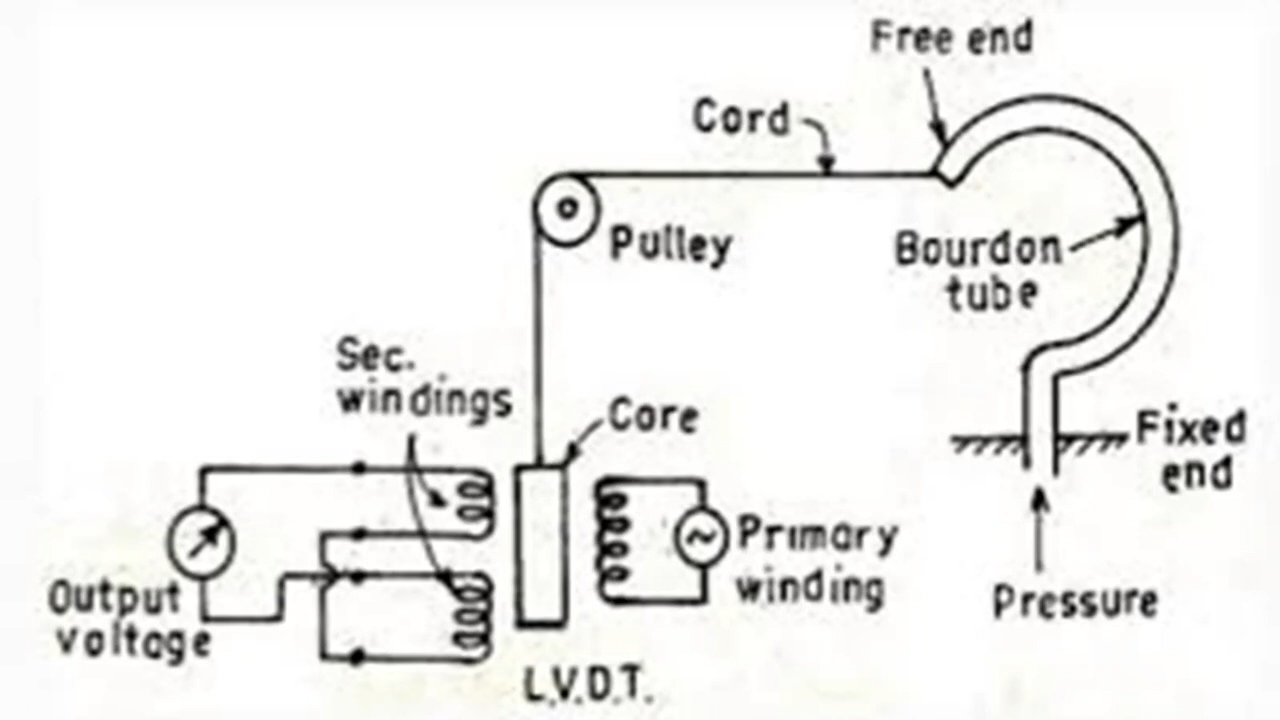 Free end
Cord
Pulley
Bourdon
tube
Sec.
windings
Core
Fixed
end
Primary
winding
Output
voltage
Pressure
L.V.D.T.